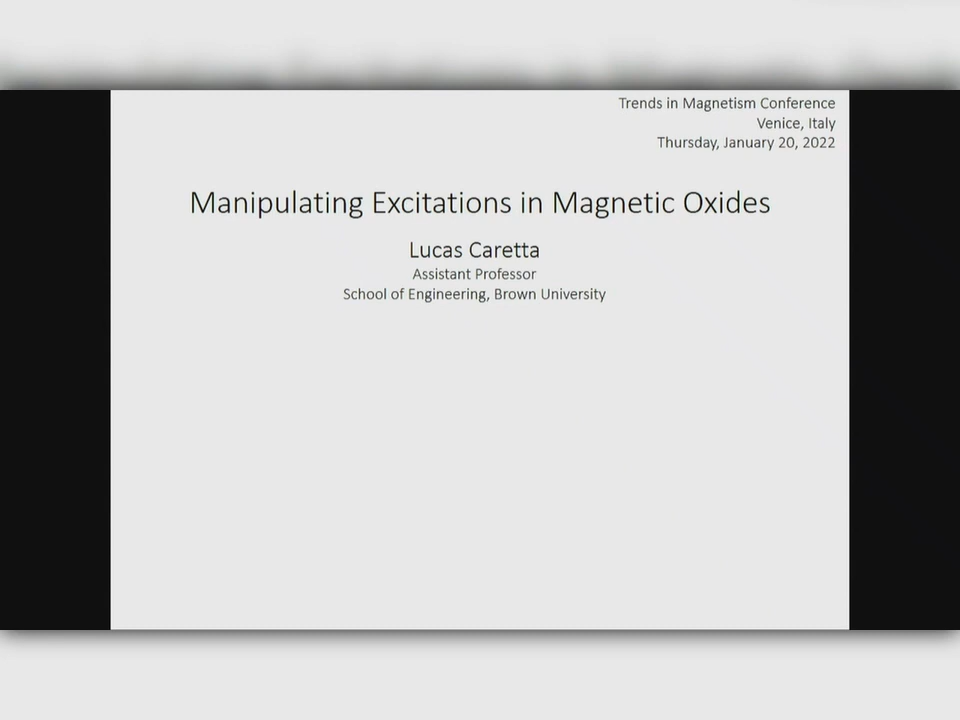 Trends in Magnetism Conference
Venice, Italy
Thursday, January 20, 2022
Manipulating Excitations in Magnetic Oxides
Lucas Caretta
Assistant Professor
School of Engineering, Brown University